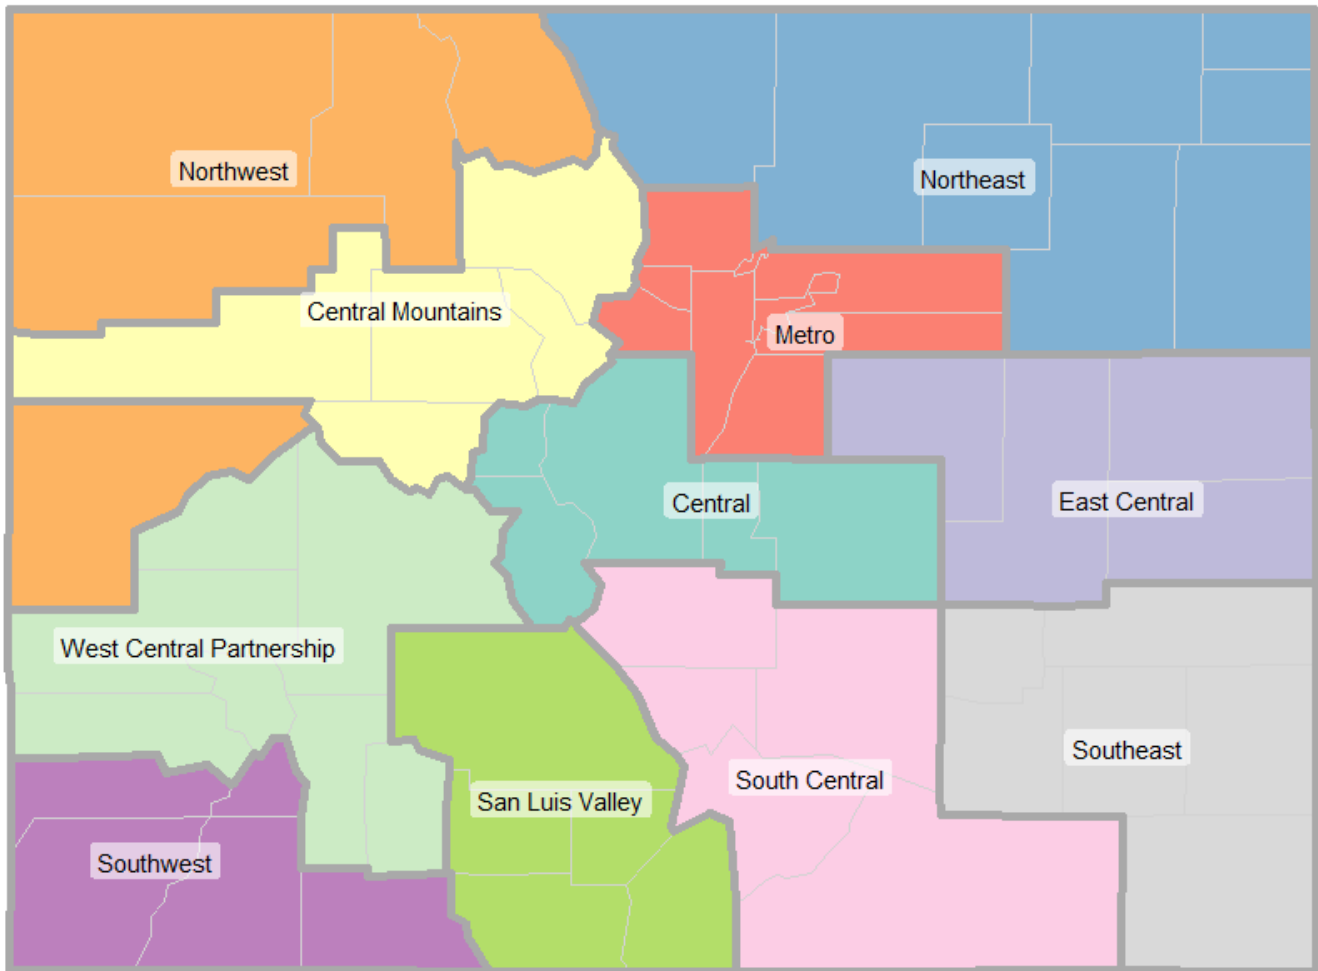 Northwest
Northeast
Central Mountains
Metro
Central
East Central
West Central Partnership
Southeast
South Central
San Luis Valley
Southwest